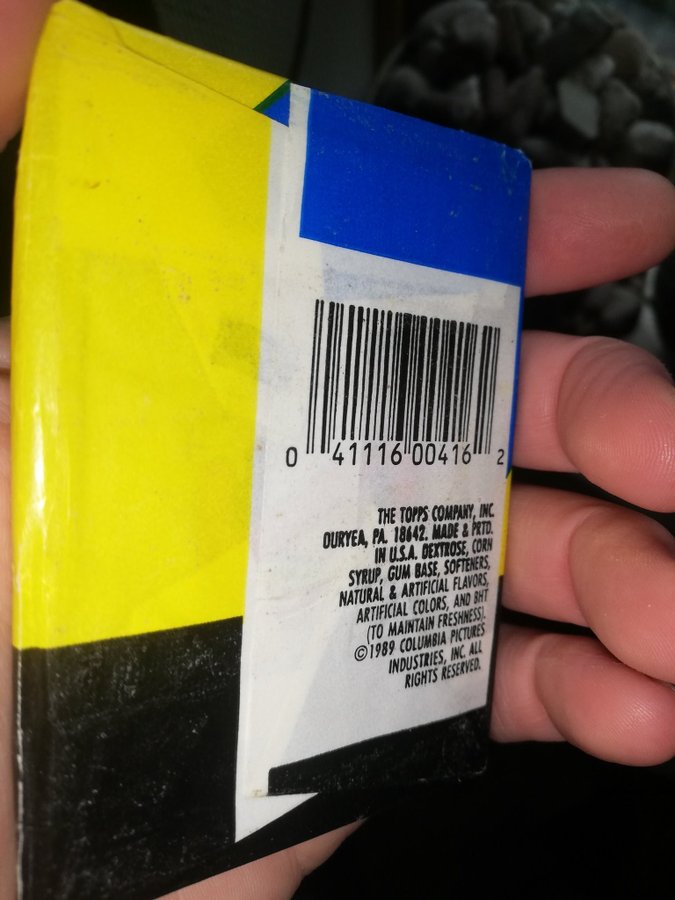 0 41116 00416 2
THE TOPPS COMPANY, INC.
DURYEA, PA. 18642. MADE & PRTD.
IN U.S.A. DEXTROSE, CORN
SYRUP, GUM BASE, SOFTENERS,
NATURAL & ARTIFICIAL FLAVORS,
ARTIFICIAL COLORS, AND BHT
(TO MAINTAIN FRESHNESS).
©1989 COLUMBIA PICTURES
INDUSTRIES, INC. ALL
RIGHTS RESERVED.